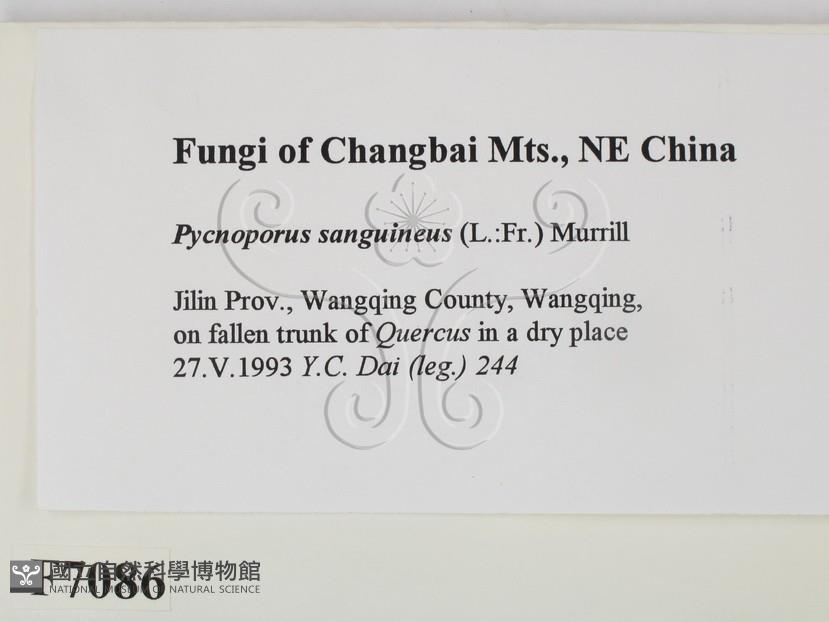 Fungi of Changbai Mts., NE China
Pycnoporus sanguineus (L.:Fr.) Murrill
Jilin Prov., Wangqing County, Wangqing,
on fallen trunk of Quercus in a dry place
27.V.1993 Y.C. Dai (leg.) 244
F7086
國立自然科學博物館
NATIONAL MUSEUM OF NATURAL SCIENCE